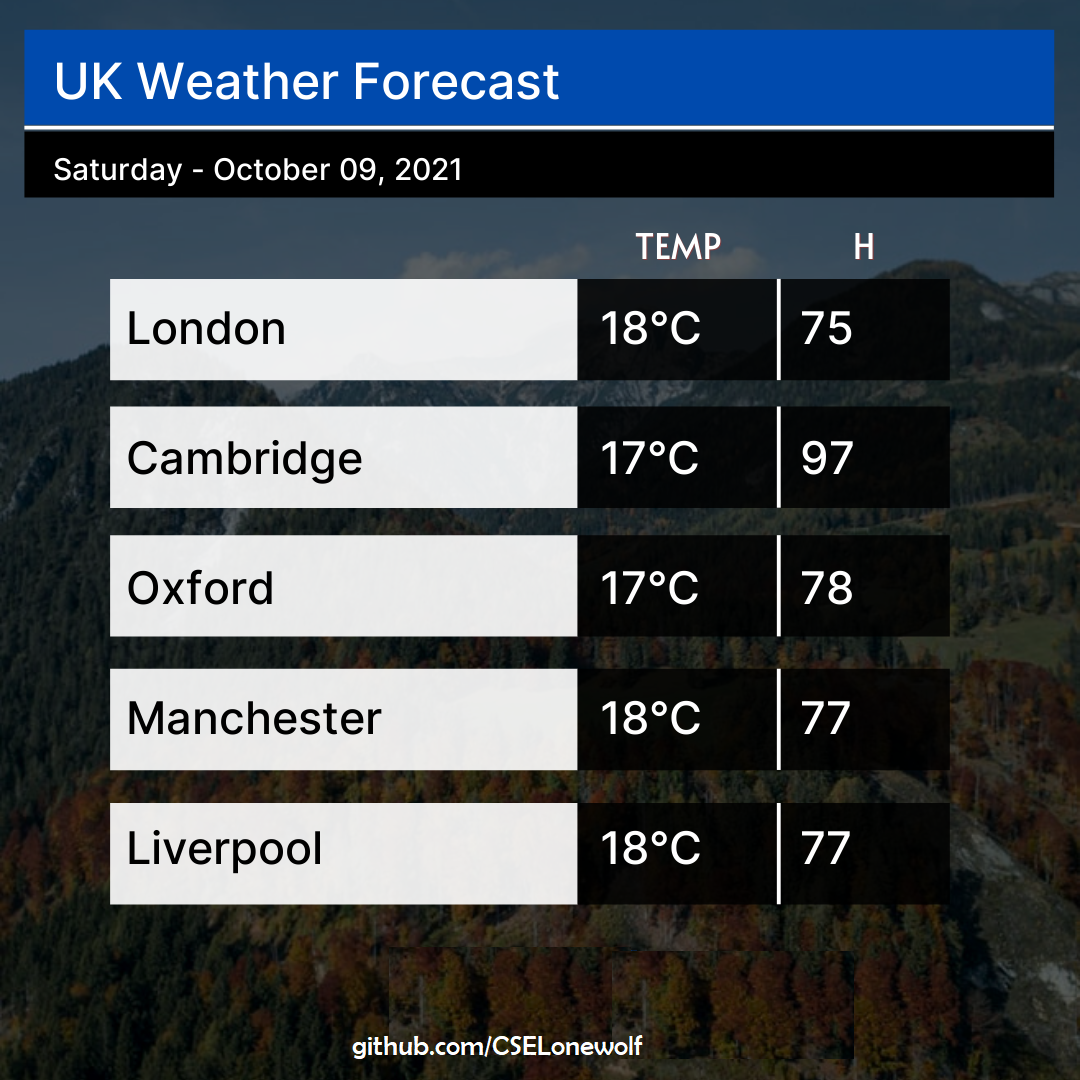 UK Weather Forecast
Saturday - October 09, 2021
TEMP H
London 18°C 75
Cambridge 17°C 97
Oxford 17°C 78
Manchester 18°C 77
Liverpool 18°C 77
github.com/CSELonewolf